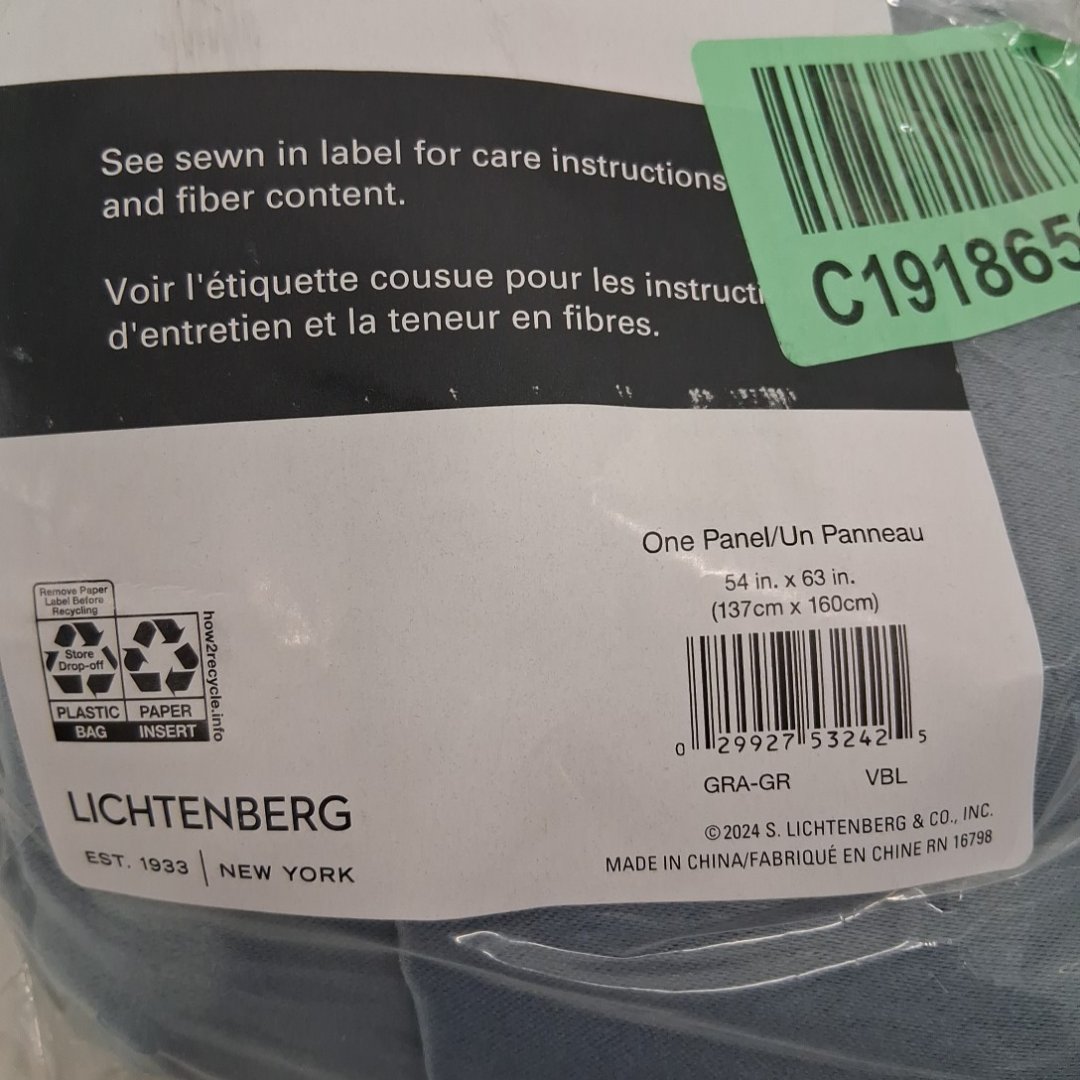 See sewn in label for care instructions
and fiber content.
Voir l'étiquette cousue pour les
d'entretien et la teneur en fibres.
One Panel/Un Panneau
54 in. x 63 in.
(137cm x 160cm)
0 29927 53242 5
GRA-GR VBL
©2024 S. LICHTENBERG & CO., INC.
MADE IN CHINA/FABRIQUÉ EN CHINE RN 16798
Remove Paper
Label Before
Recycling
Store
Drop-off
PLASTIC PAPER
BAG INSERT
how2recycle.info
LICHTENBERG
EST. 1933 | NEW YORK